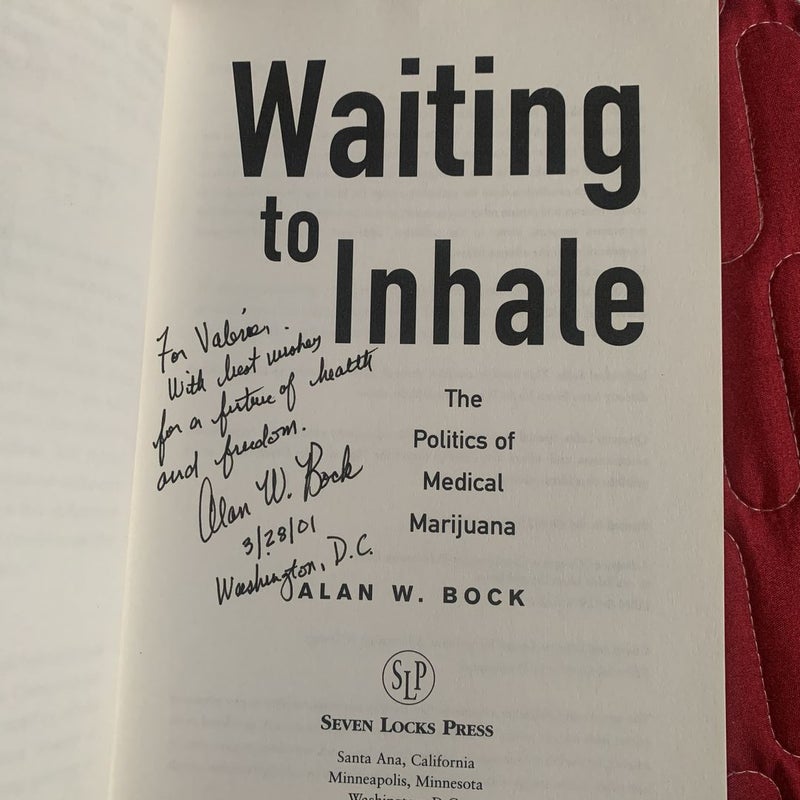 Waiting
to
Inhale
For Valerie.
With best wishes
for a future of health
and freedom.
Alan W. Bock
3/28/01
Washington, D.C.
The
Politics of
Medical
Marijuana
ALAN W. BOCK
SLP
SEVEN LOCKS PRESS
Santa Ana, California
Minneapolis, Minnesota
Washington, D.C.